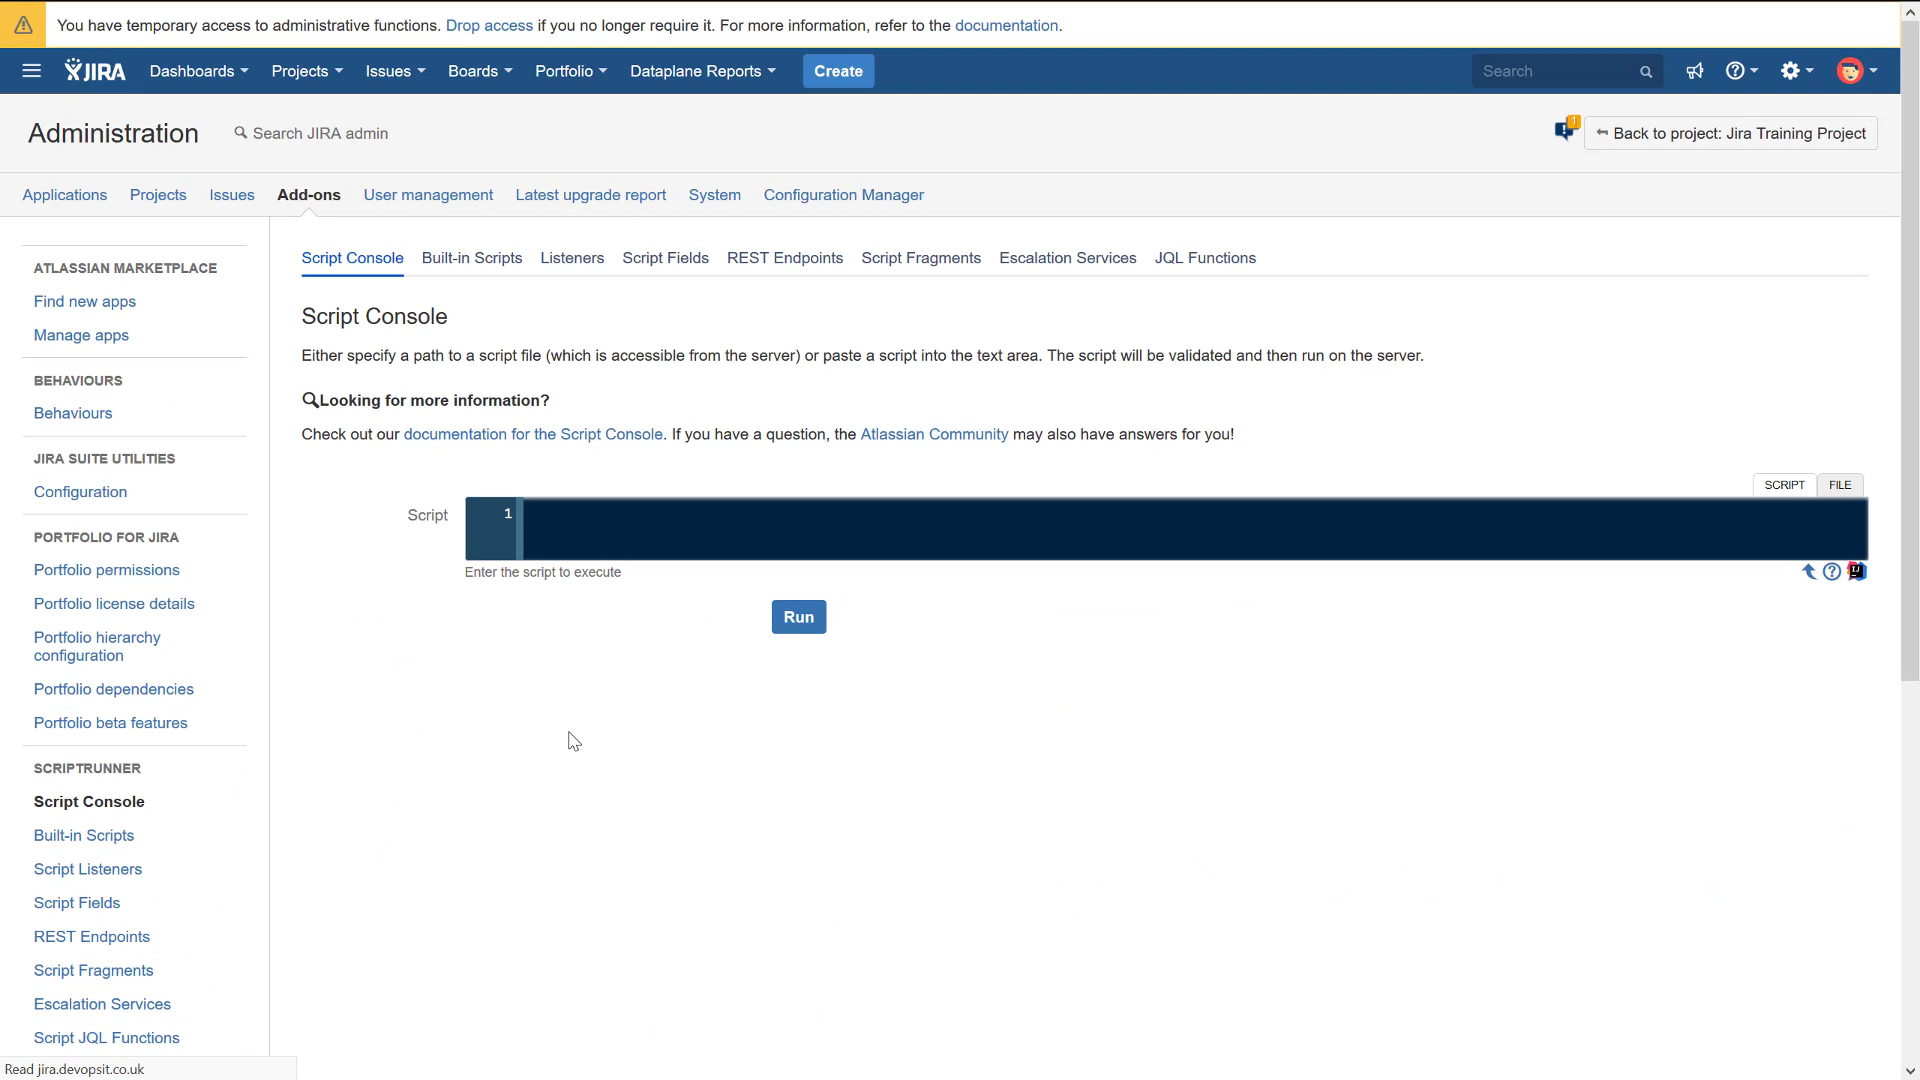 You have temporary access to administrative functions. Drop access if you no longer require it. For more information, refer to the documentation.
JIRA Dashboards Projects Issues Boards Portfolio Dataplane Reports Create Search
Administration Search JIRA admin 1 Back to project: Jira Training Project
Applications Projects Issues Add-ons User management Latest upgrade report System Configuration Manager
ATLASSIAN MARKETPLACE
Find new apps
Manage apps
BEHAVIOURS
Behaviours
JIRA SUITE UTILITIES
Configuration
PORTFOLIO FOR JIRA
Portfolio permissions
Portfolio license details
Portfolio hierarchy
configuration
Portfolio dependencies
Portfolio beta features
SCRIPTRUNNER
Script Console
Built-in Scripts
Script Listeners
Script Fields
REST Endpoints
Script Fragments
Escalation Services
Script JQL Functions
Script Console Built-in Scripts Listeners Script Fields REST Endpoints Script Fragments Escalation Services JQL Functions
Script Console
Either specify a path to a script file (which is accessible from the server) or paste a script into the text area. The script will be validated and then run on the server.
Looking for more information?
Check out our documentation for the Script Console. If you have a question, the Atlassian Community may also have answers for you!
SCRIPT FILE
Script 1
Enter the script to execute
IJ
Run
Read jira.devopsit.co.uk